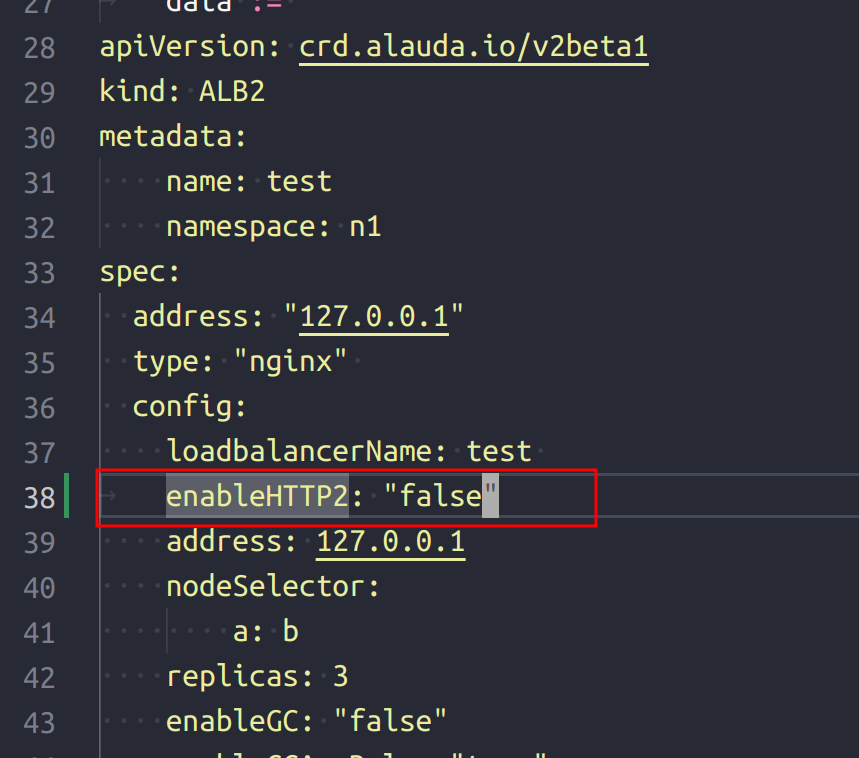 27 data :=
28 apiVersion: crd.alauda.io/v2beta1
29 kind: ALB2
30 metadata:
31     name: test
32     namespace: n1
33 spec:
34   address: "127.0.0.1"
35   type: "nginx"
36   config:
37     loadbalancerName: test
38     enableHTTP2: "false"
39     address: 127.0.0.1
40     nodeSelector:
41         a: b
42     replicas: 3
43     enableGC: "false"